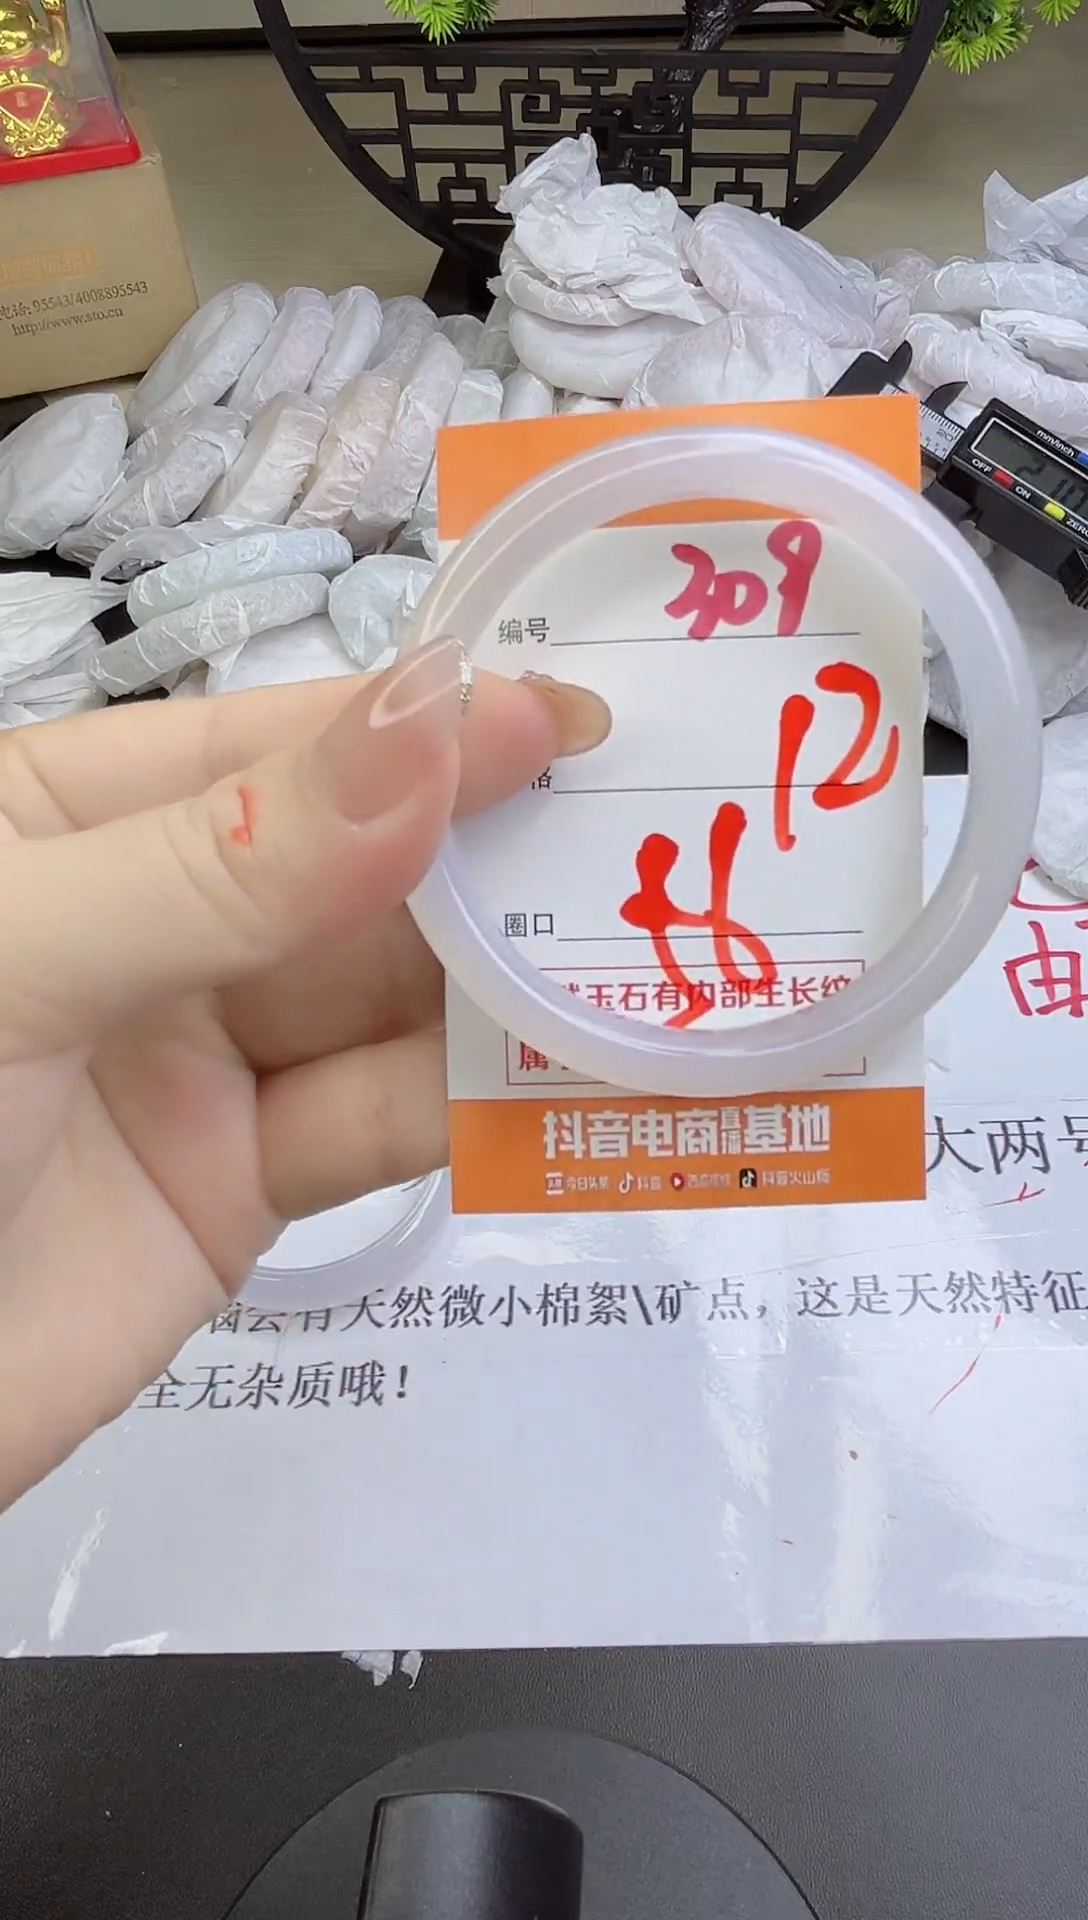 电话: 95543/4008895543
http://www.sto.cn
mm/inch
OFF
ON
ZERO
编号 309
格 12
圈口 56
玉石有内部生长纹
属
抖音电商直播基地
今日头条 抖音 西瓜视频 抖音火山版
由
大两号
会有天然微小棉絮\矿点，这是天然特征
全无杂质哦！